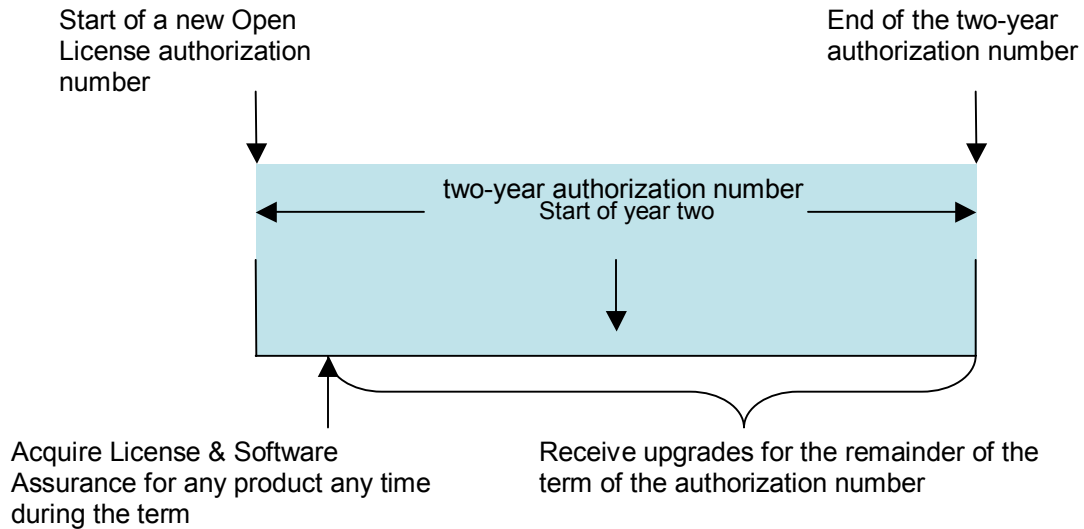 Start of a new Open
License authorization
number
End of the two-year
authorization number
two-year authorization number
Start of year two
Acquire License & Software
Assurance for any product any time
during the term
Receive upgrades for the remainder of the
term of the authorization number